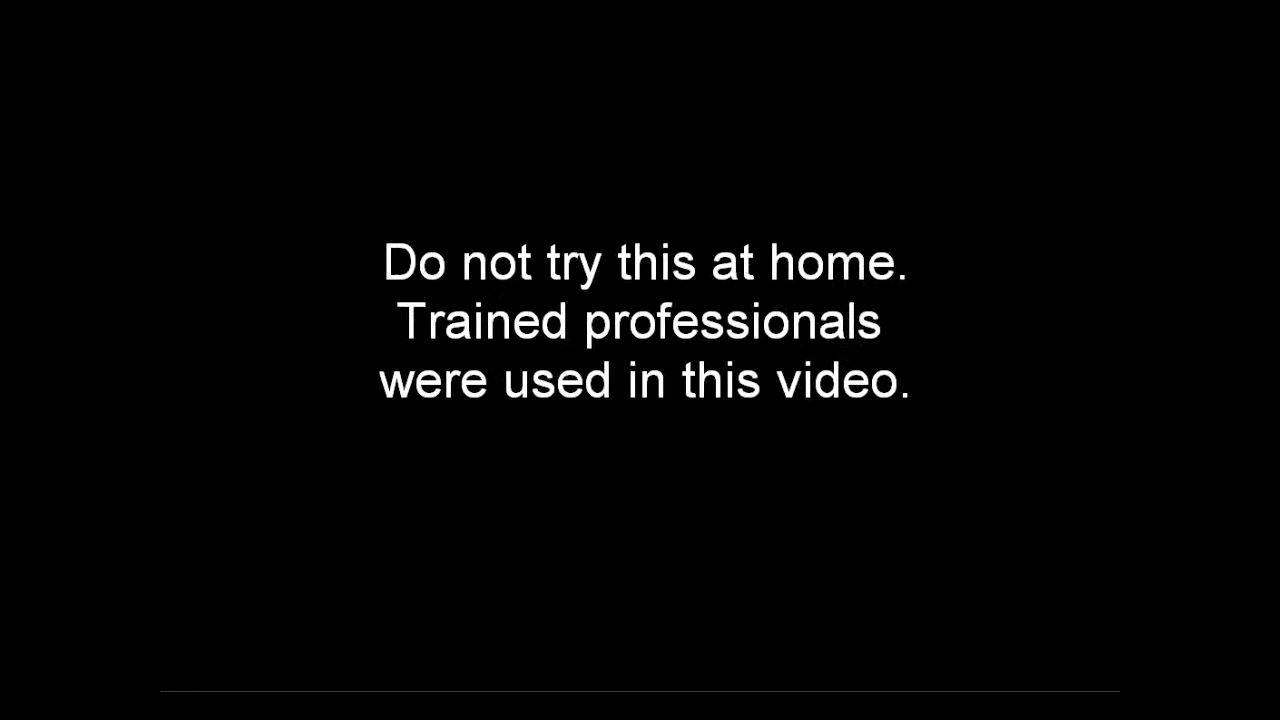 Do not try this at home.
Trained professionals
were used in this video.